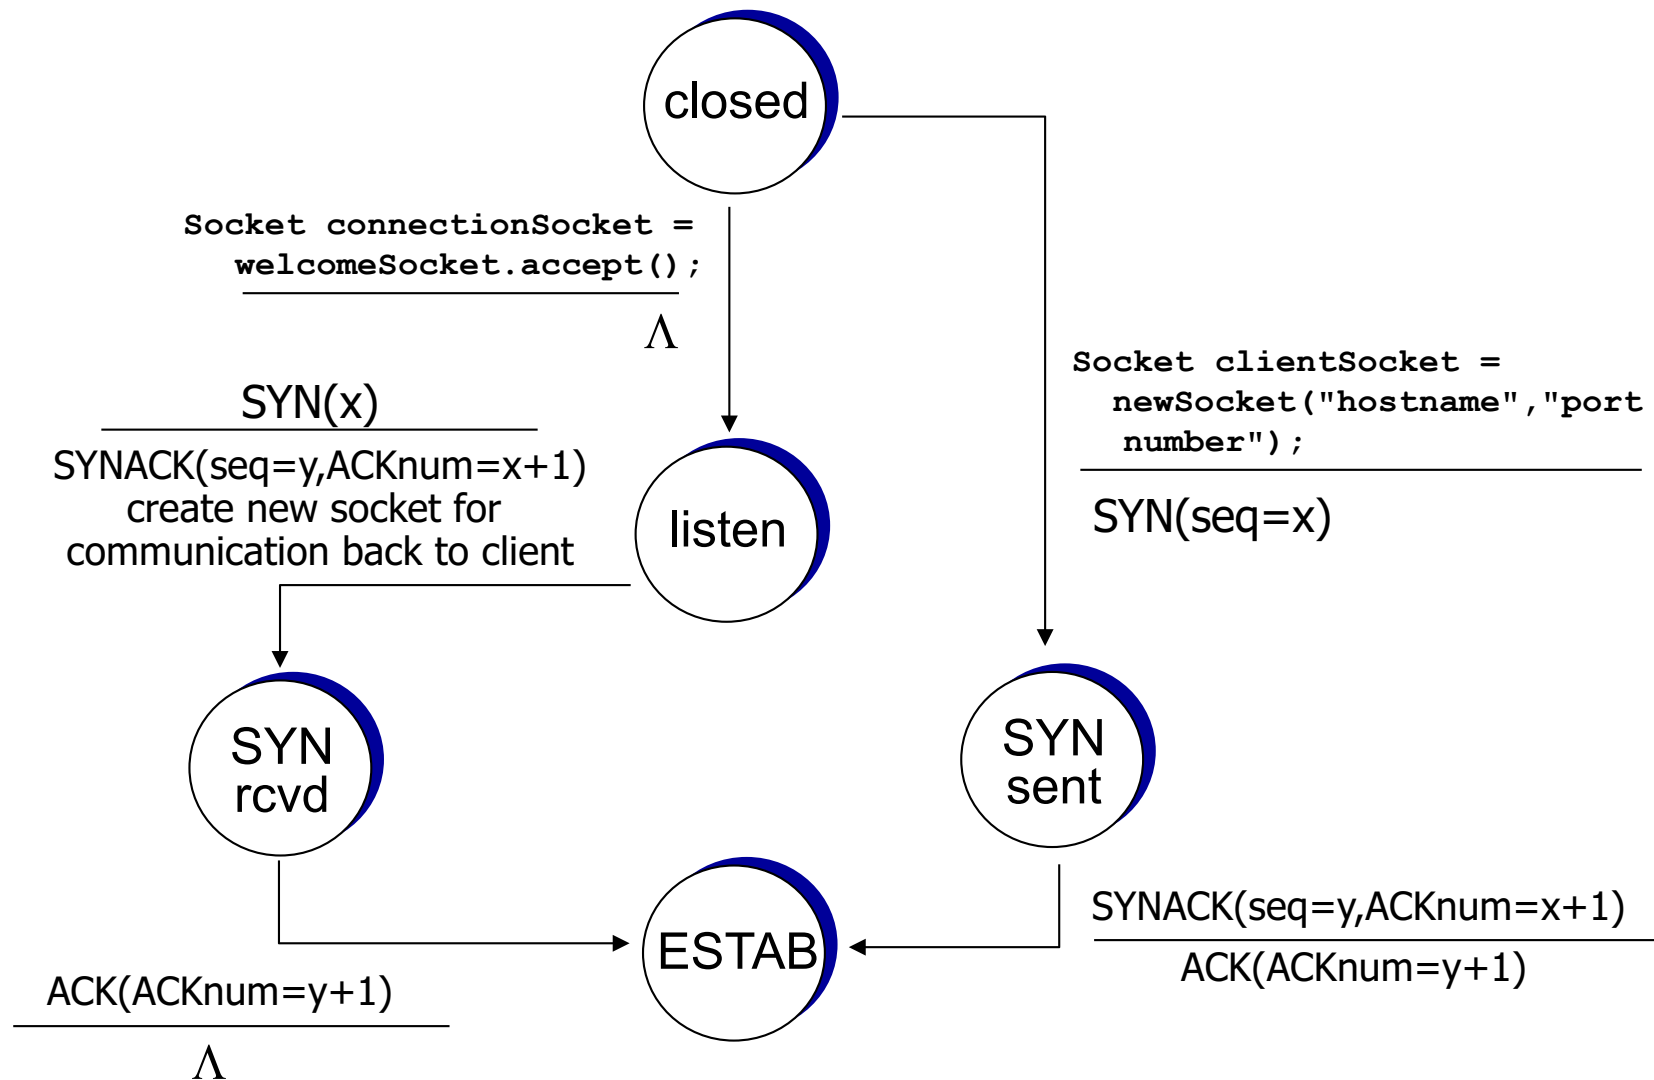 closed
Socket connectionSocket =
welcomeSocket.accept();
Λ
Socket clientSocket =
newSocket("hostname","port
number");
SYN(seq=x)
SYN(x)
SYNACK(seq=y,ACKnum=x+1)
create new socket for
communication back to client
listen
SYN
rcvd
SYN
sent
ESTAB
SYNACK(seq=y,ACKnum=x+1)
ACK(ACKnum=y+1)
ACK(ACKnum=y+1)
Λ